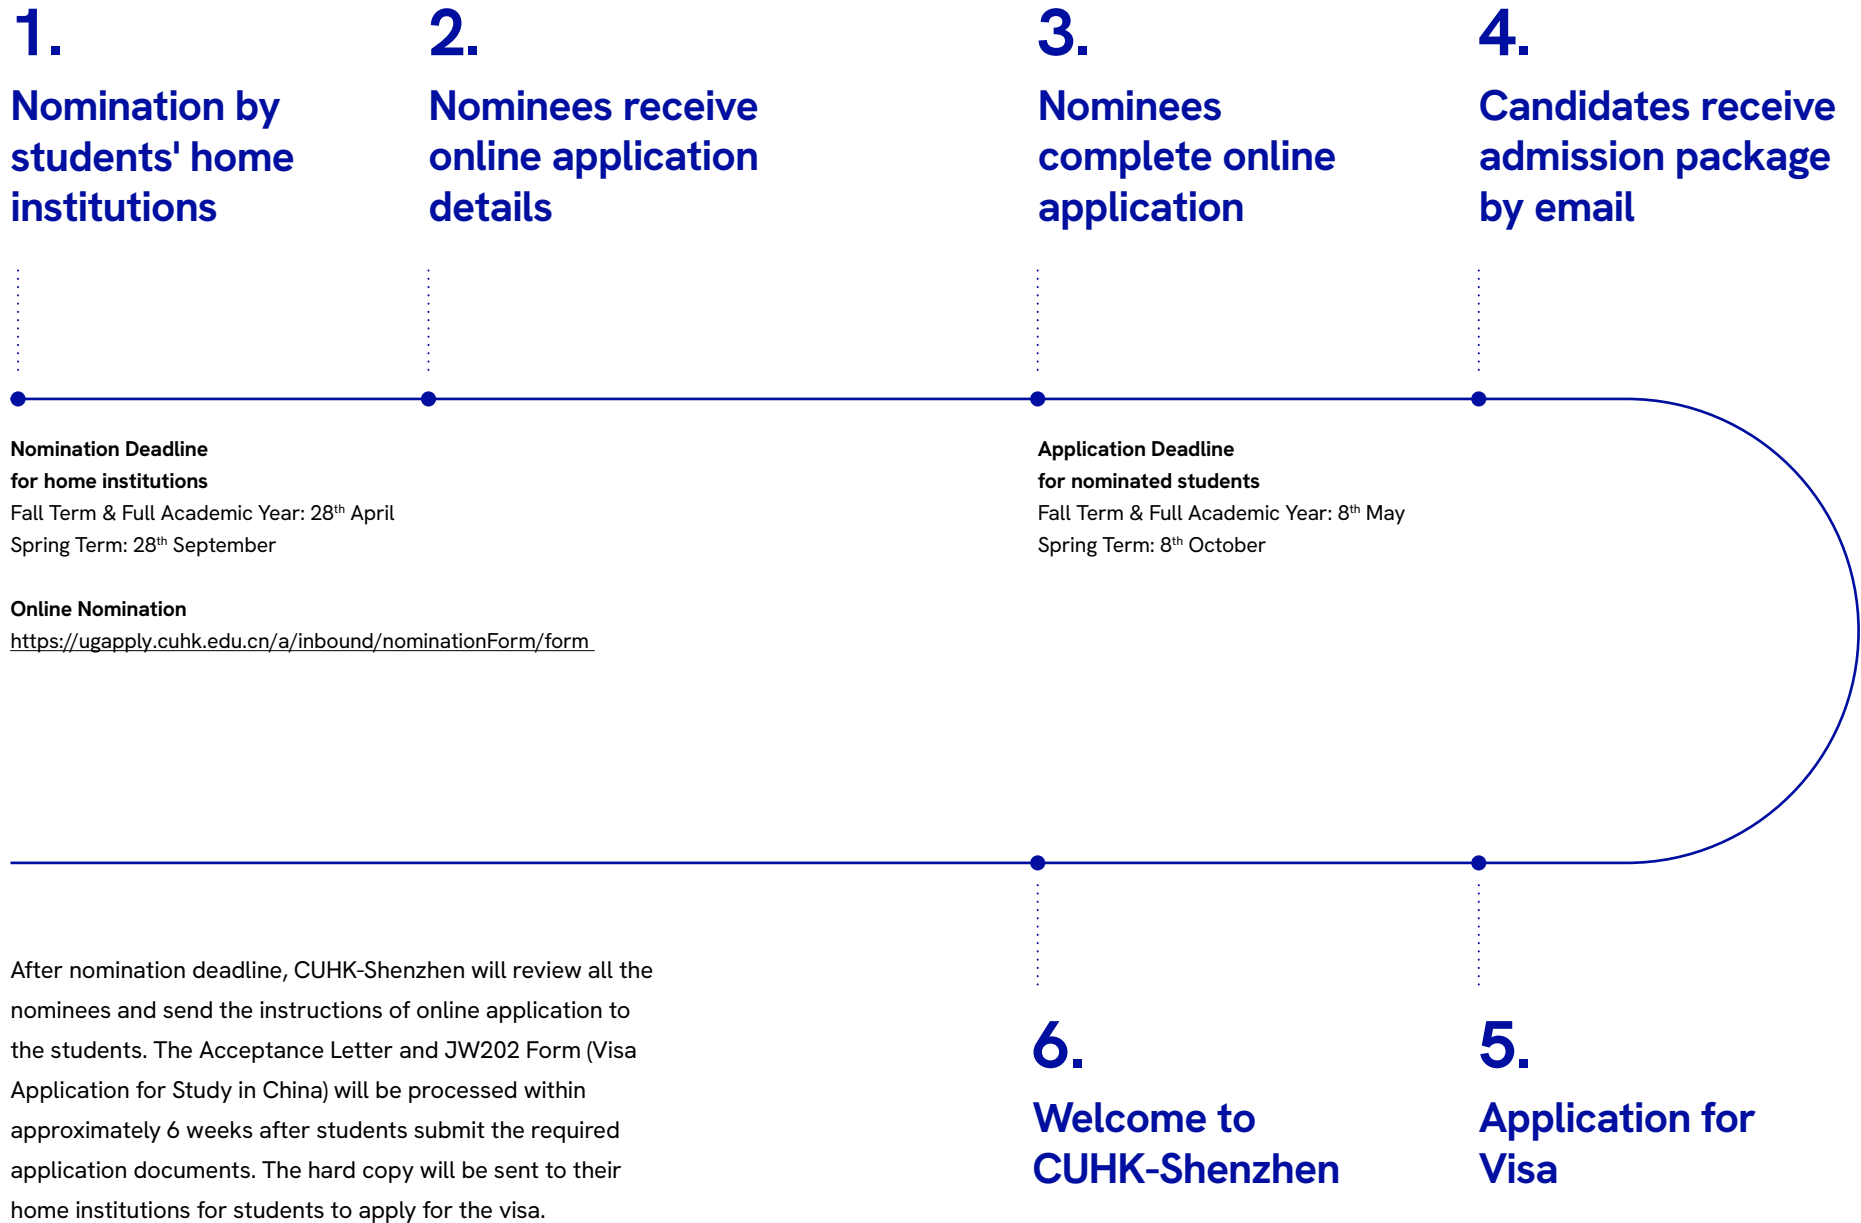 1.
Nomination by
students' home
institutions
2.
Nominees receive
online application
details
3.
Nominees
complete online
application
4.
Candidates receive
admission package
by email
Nomination Deadline
for home institutions
Fall Term & Full Academic Year: 28th April
Spring Term: 28th September
Online Nomination
https://ugapply.cuhk.edu.cn/a/inbound/nominationForm/form
Application Deadline
for nominated students
Fall Term & Full Academic Year: 8th May
Spring Term: 8th October
After nomination deadline, CUHK-Shenzhen will review all the
nominees and send the instructions of online application to
the students. The Acceptance Letter and JW202 Form (Visa
Application for Study in China) will be processed within
approximately 6 weeks after students submit the required
application documents. The hard copy will be sent to their
home institutions for students to apply for the visa.
6.
Welcome to
CUHK-Shenzhen
5.
Application for
Visa